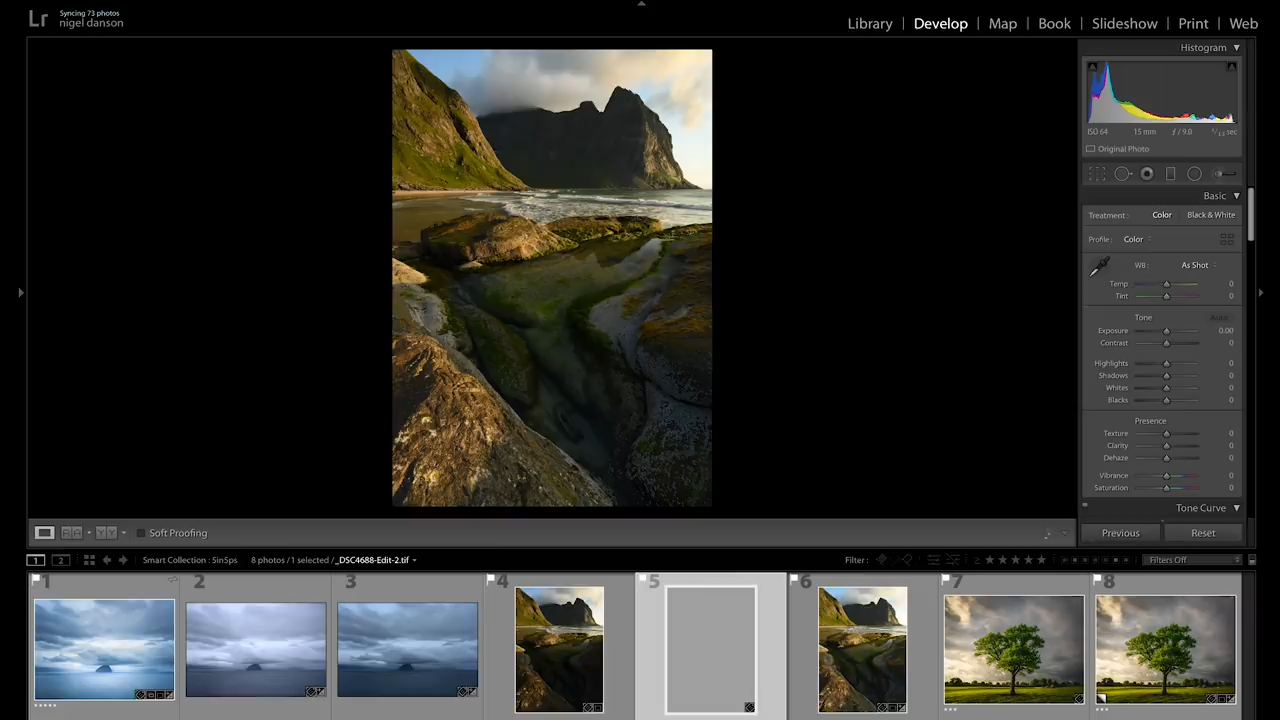 Lr Syncing 73 photos
nigel danson
Library | Develop | Map | Book | Slideshow | Print | Web
Histogram
ISO 64 15 mm f / 9.0 sec
Original Photo
Basic
Treatment : Color Black & White
Profile : Color
WB : As Shot
Temp 0
Tint 0
Tone Auto
Exposure 0.00
Contrast 0
Highlights 0
Shadows 0
Whites 0
Blacks 0
Presence
Texture 0
Clarity 0
Dehaze 0
Vibrance 0
Saturation 0
Tone Curve
Previous Reset
Soft Proofing
1 2 Smart Collection : 5in5ps 8 photos / 1 selected / _DSC4688-Edit-2.tif Filter : Filters Off
1 2 3 4 5 6 7 8